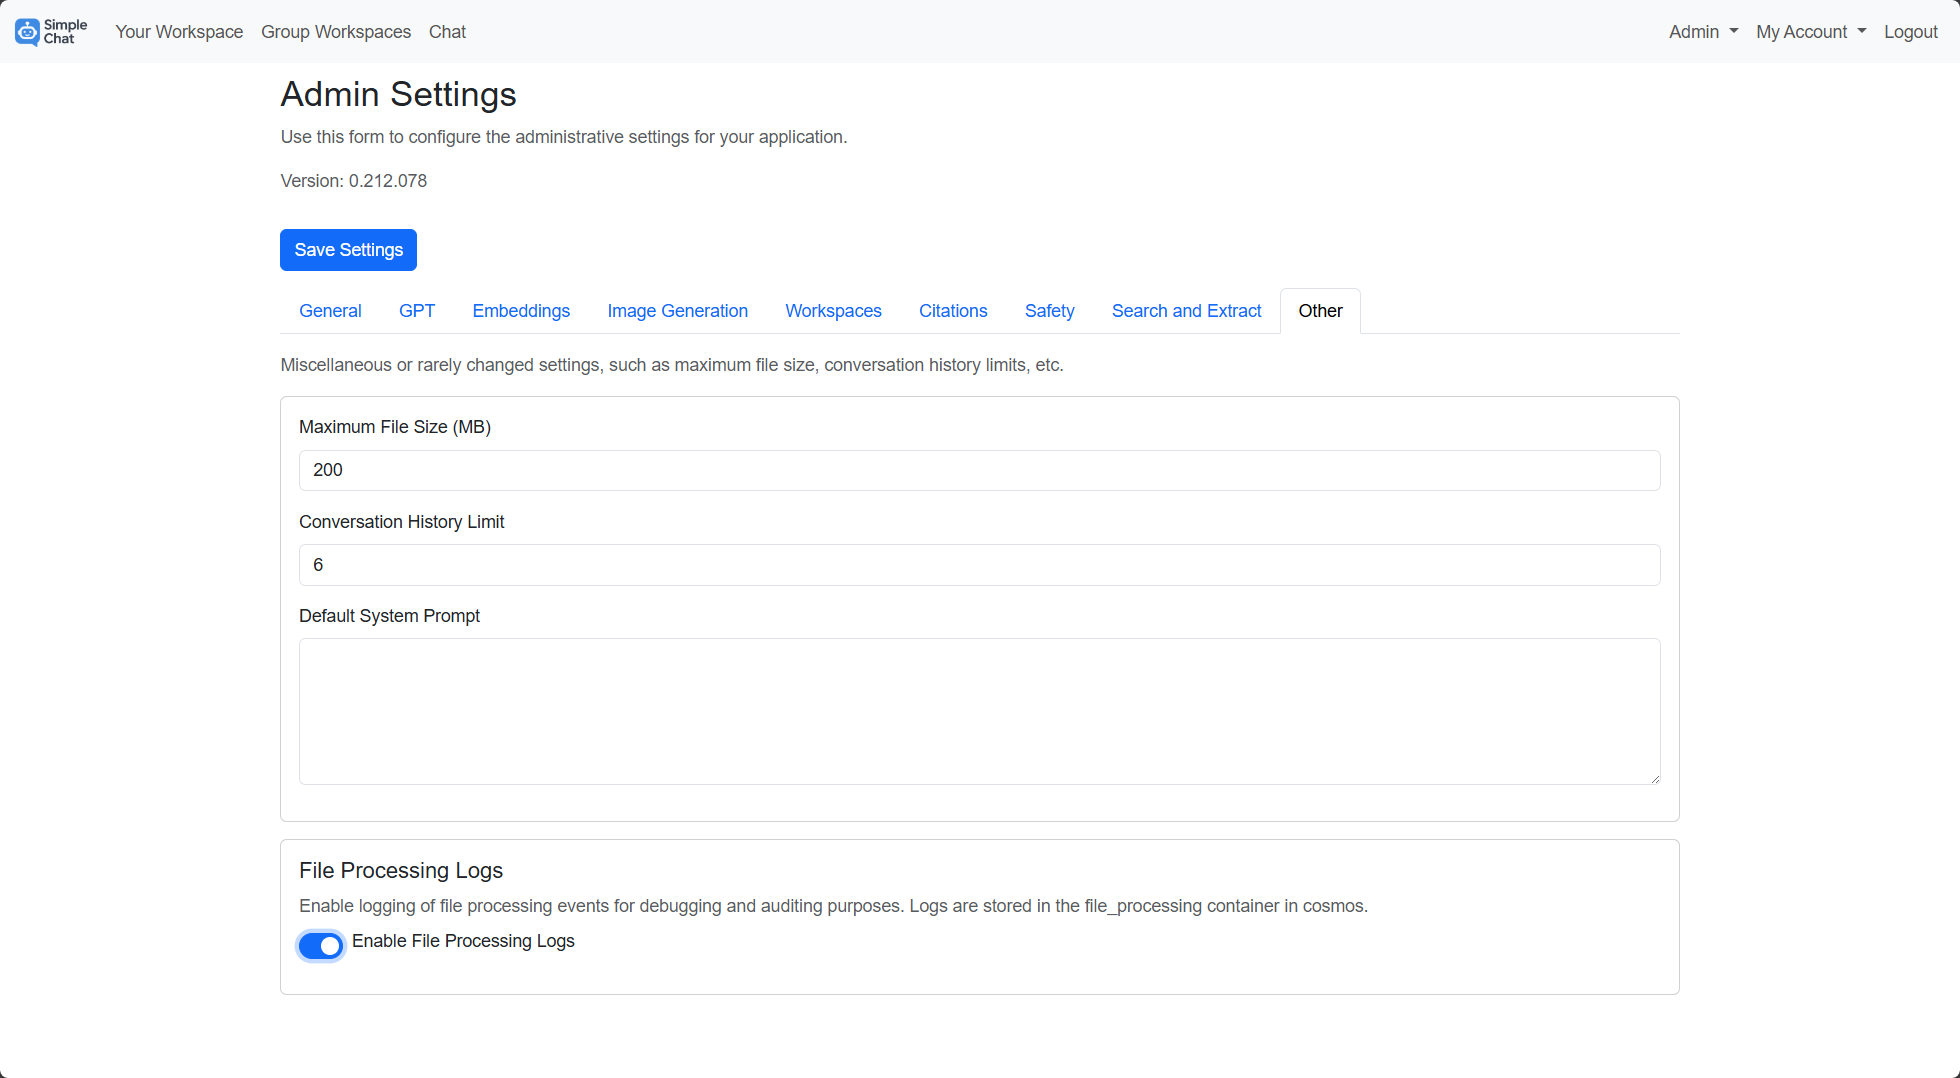 Simple
Chat
Your Workspace Group Workspaces Chat Admin My Account Logout
Admin Settings
Use this form to configure the administrative settings for your application.
Version: 0.212.078
Save Settings
General GPT Embeddings Image Generation Workspaces Citations Safety Search and Extract Other
Miscellaneous or rarely changed settings, such as maximum file size, conversation history limits, etc.
Maximum File Size (MB)
200
Conversation History Limit
6
Default System Prompt
File Processing Logs
Enable logging of file processing events for debugging and auditing purposes. Logs are stored in the file_processing container in cosmos.
Enable File Processing Logs